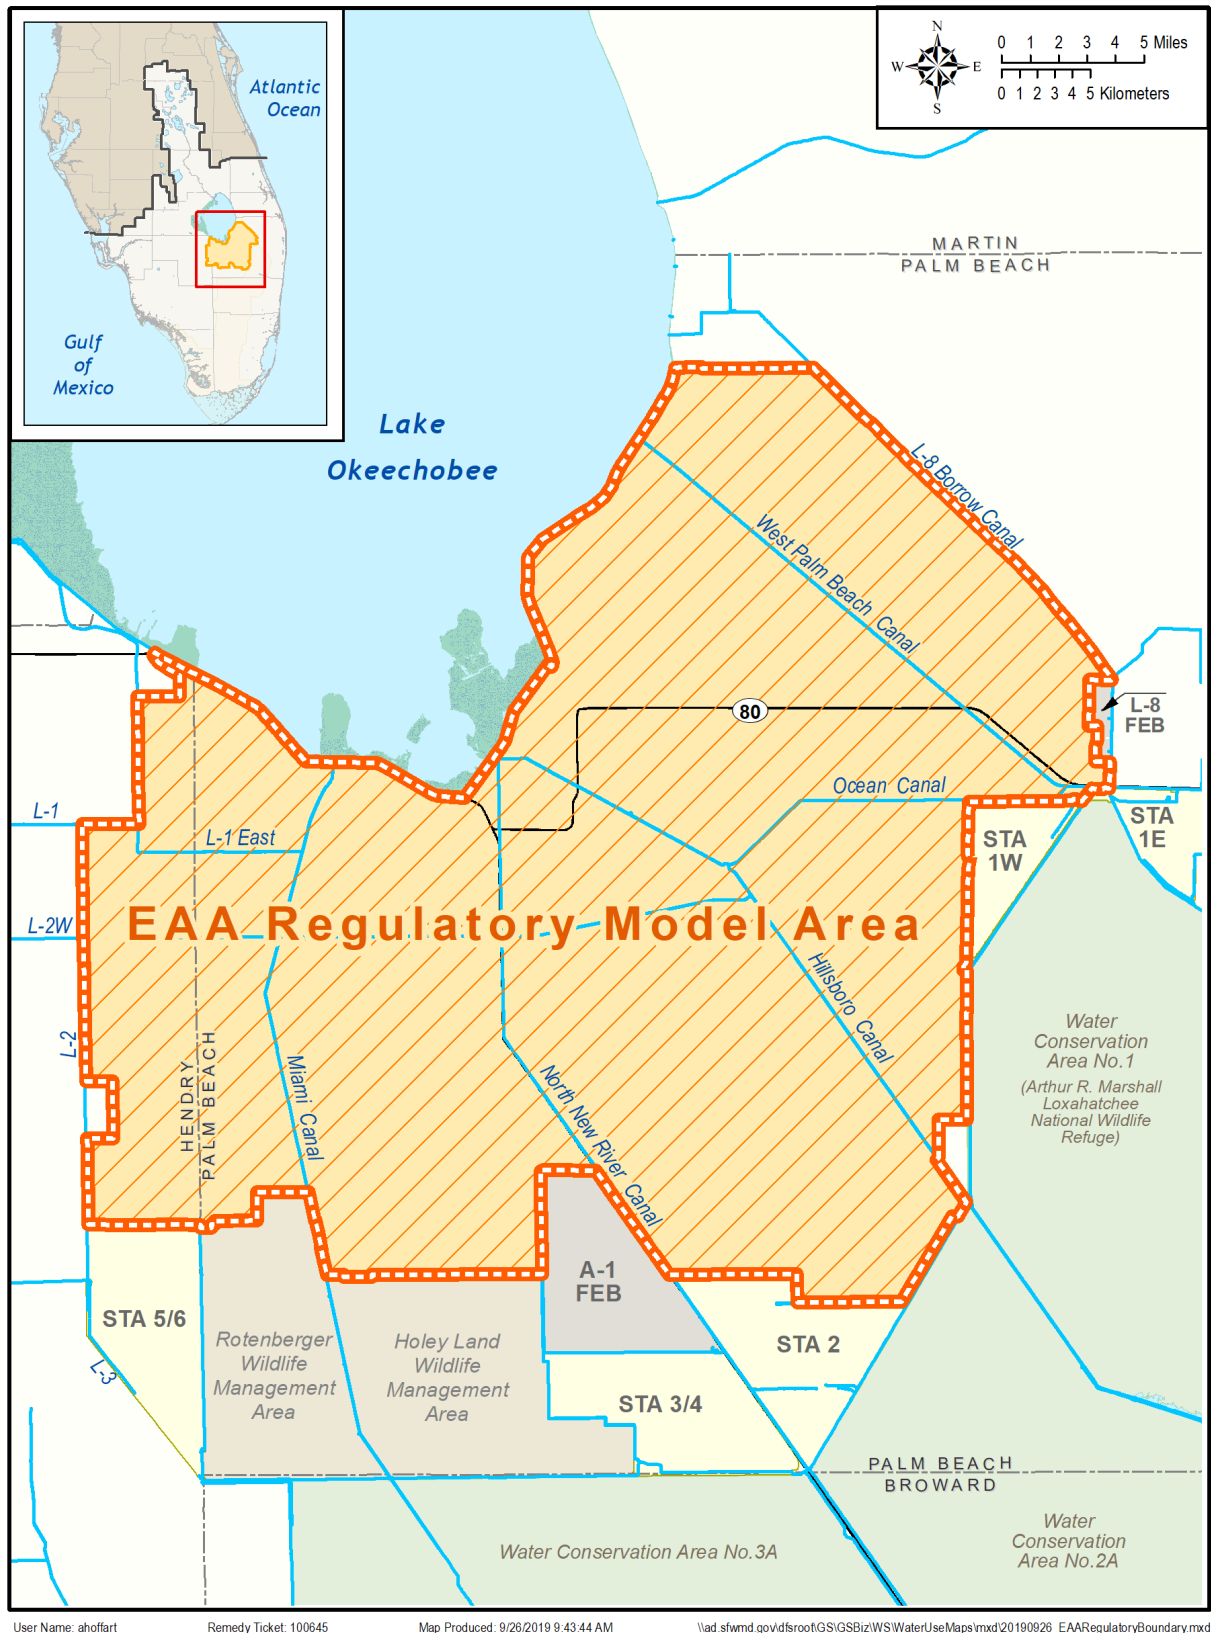 Atlantic
Ocean
Gulf
of
Mexico
N
W E
S
0 1 2 3 4 5 Miles
0 1 2 3 4 5 Kilometers
MARTIN
PALM BEACH
Lake
Okeechobee
L-8 Borrow Canal
West Palm Beach Canal
80
L-8
FEB
Ocean Canal
L-1
L-1 East
STA
1W
STA
1E
L-2W
EAA Regulatory Model Area
Hillsboro Canal
L-2
HENDRY
PALM BEACH
Miami Canal
North New River Canal
Water
Conservation
Area No.1
(Arthur R. Marshall
Loxahatchee
National Wildlife
Refuge)
A-1
FEB
STA 5/6
L-3
Rotenberger
Wildlife
Management
Area
Holey Land
Wildlife
Management
Area
STA 2
STA 3/4
PALM BEACH
BROWARD
Water Conservation Area No.3A
Water
Conservation
Area No.2A
User Name: ahoffart Remedy Ticket: 100645 Map Produced: 9/26/2019 9:43:44 AM \\ad.sfwmd.gov\dfsroot\GS\GSBiz\WS\WaterUseMaps\mxd\20190926_EAARegulatoryBoundary.mxd